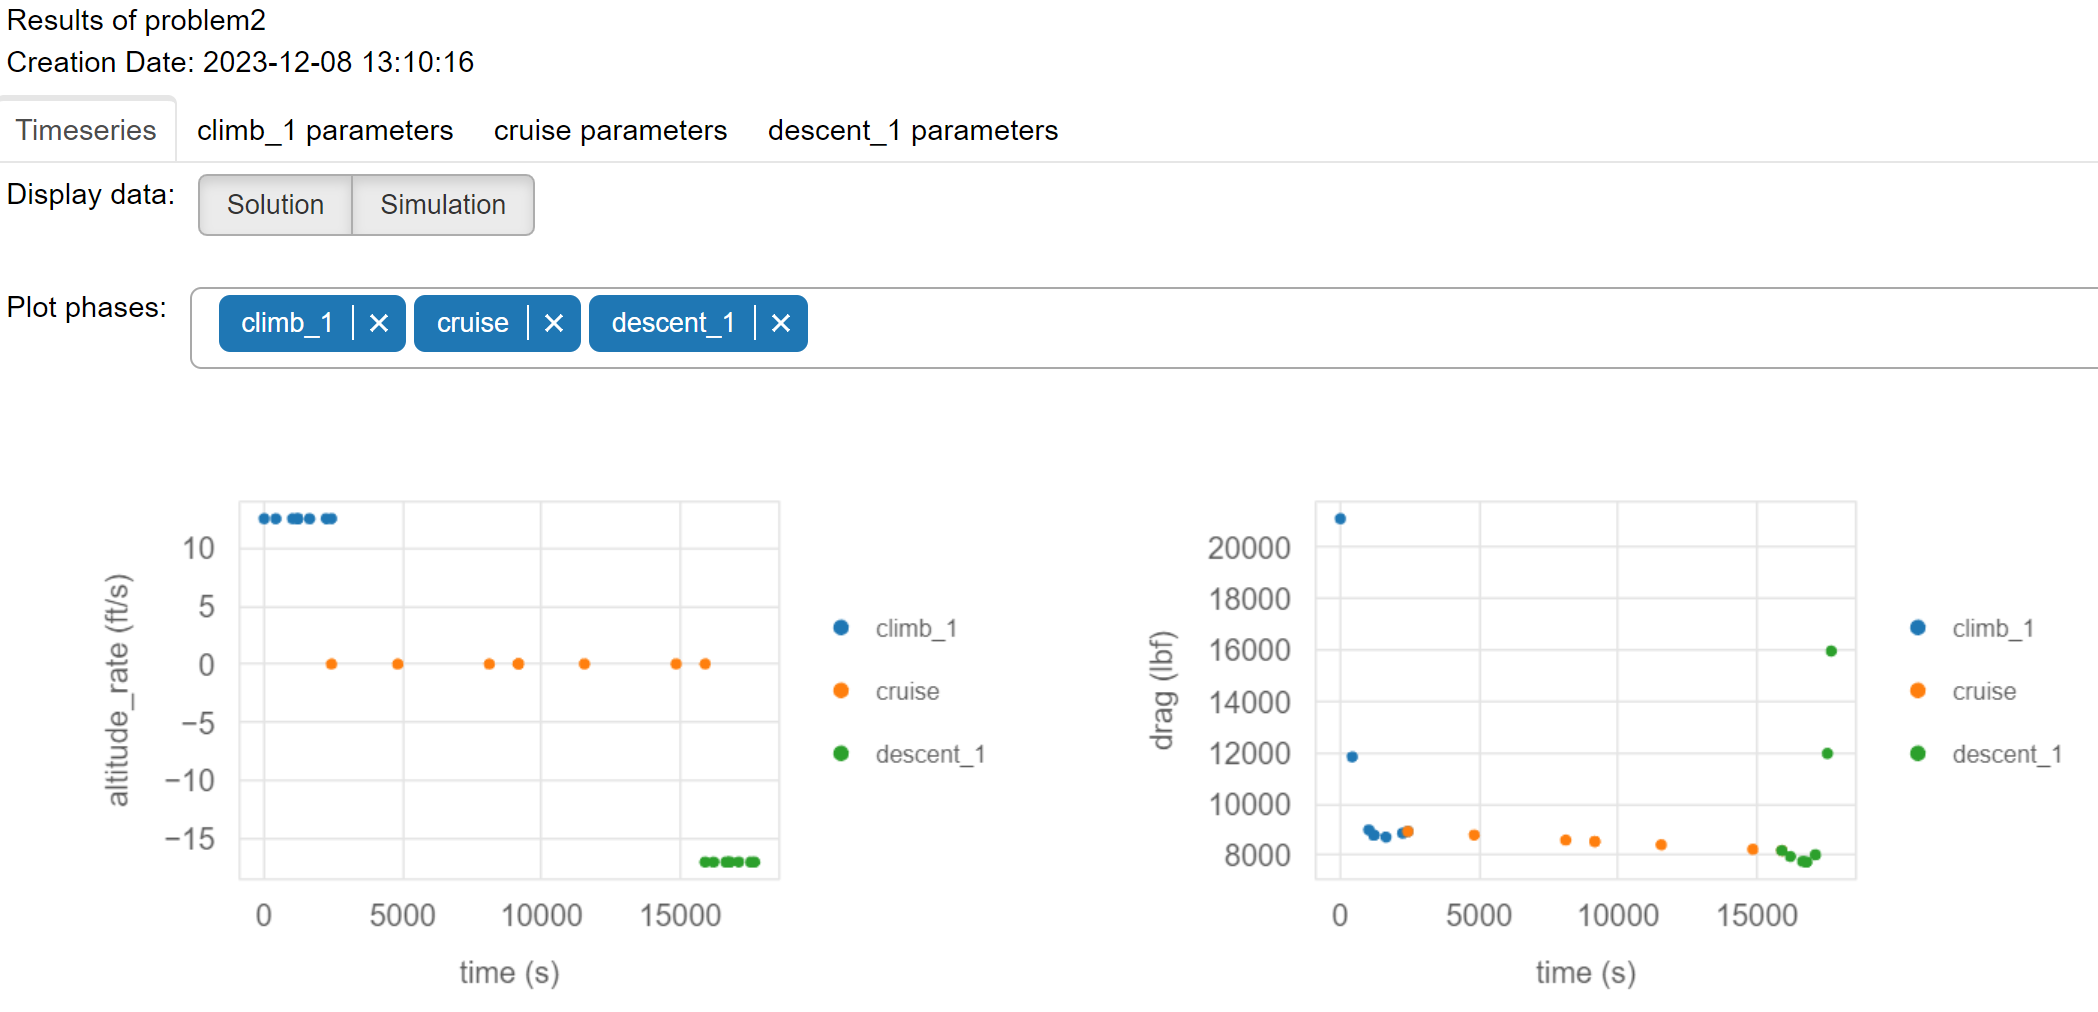 Results of problem2
Creation Date: 2023-12-08 13:10:16
Timeseries climb_1 parameters cruise parameters descent_1 parameters
Display data: Solution Simulation
Plot phases: climb_1 × cruise × descent_1 ×
altitude_rate (ft/s)
10
5
0
−5
−10
−15
0 5000 10000 15000
time (s)
climb_1
cruise
descent_1
drag (lbf)
20000
18000
16000
14000
12000
10000
8000
0 5000 10000 15000
time (s)
climb_1
cruise
descent_1